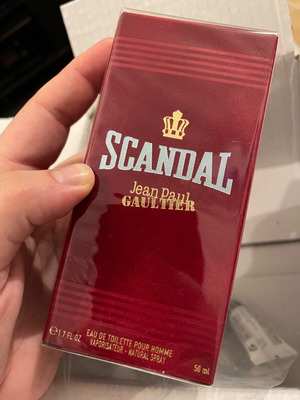 SCANDAL
Jean Paul
GAULTIER
EAU DE TOILETTE POUR HOMME
VAPORISATEUR - NATURAL SPRAY
℮1.7 FL OZ
50 ml